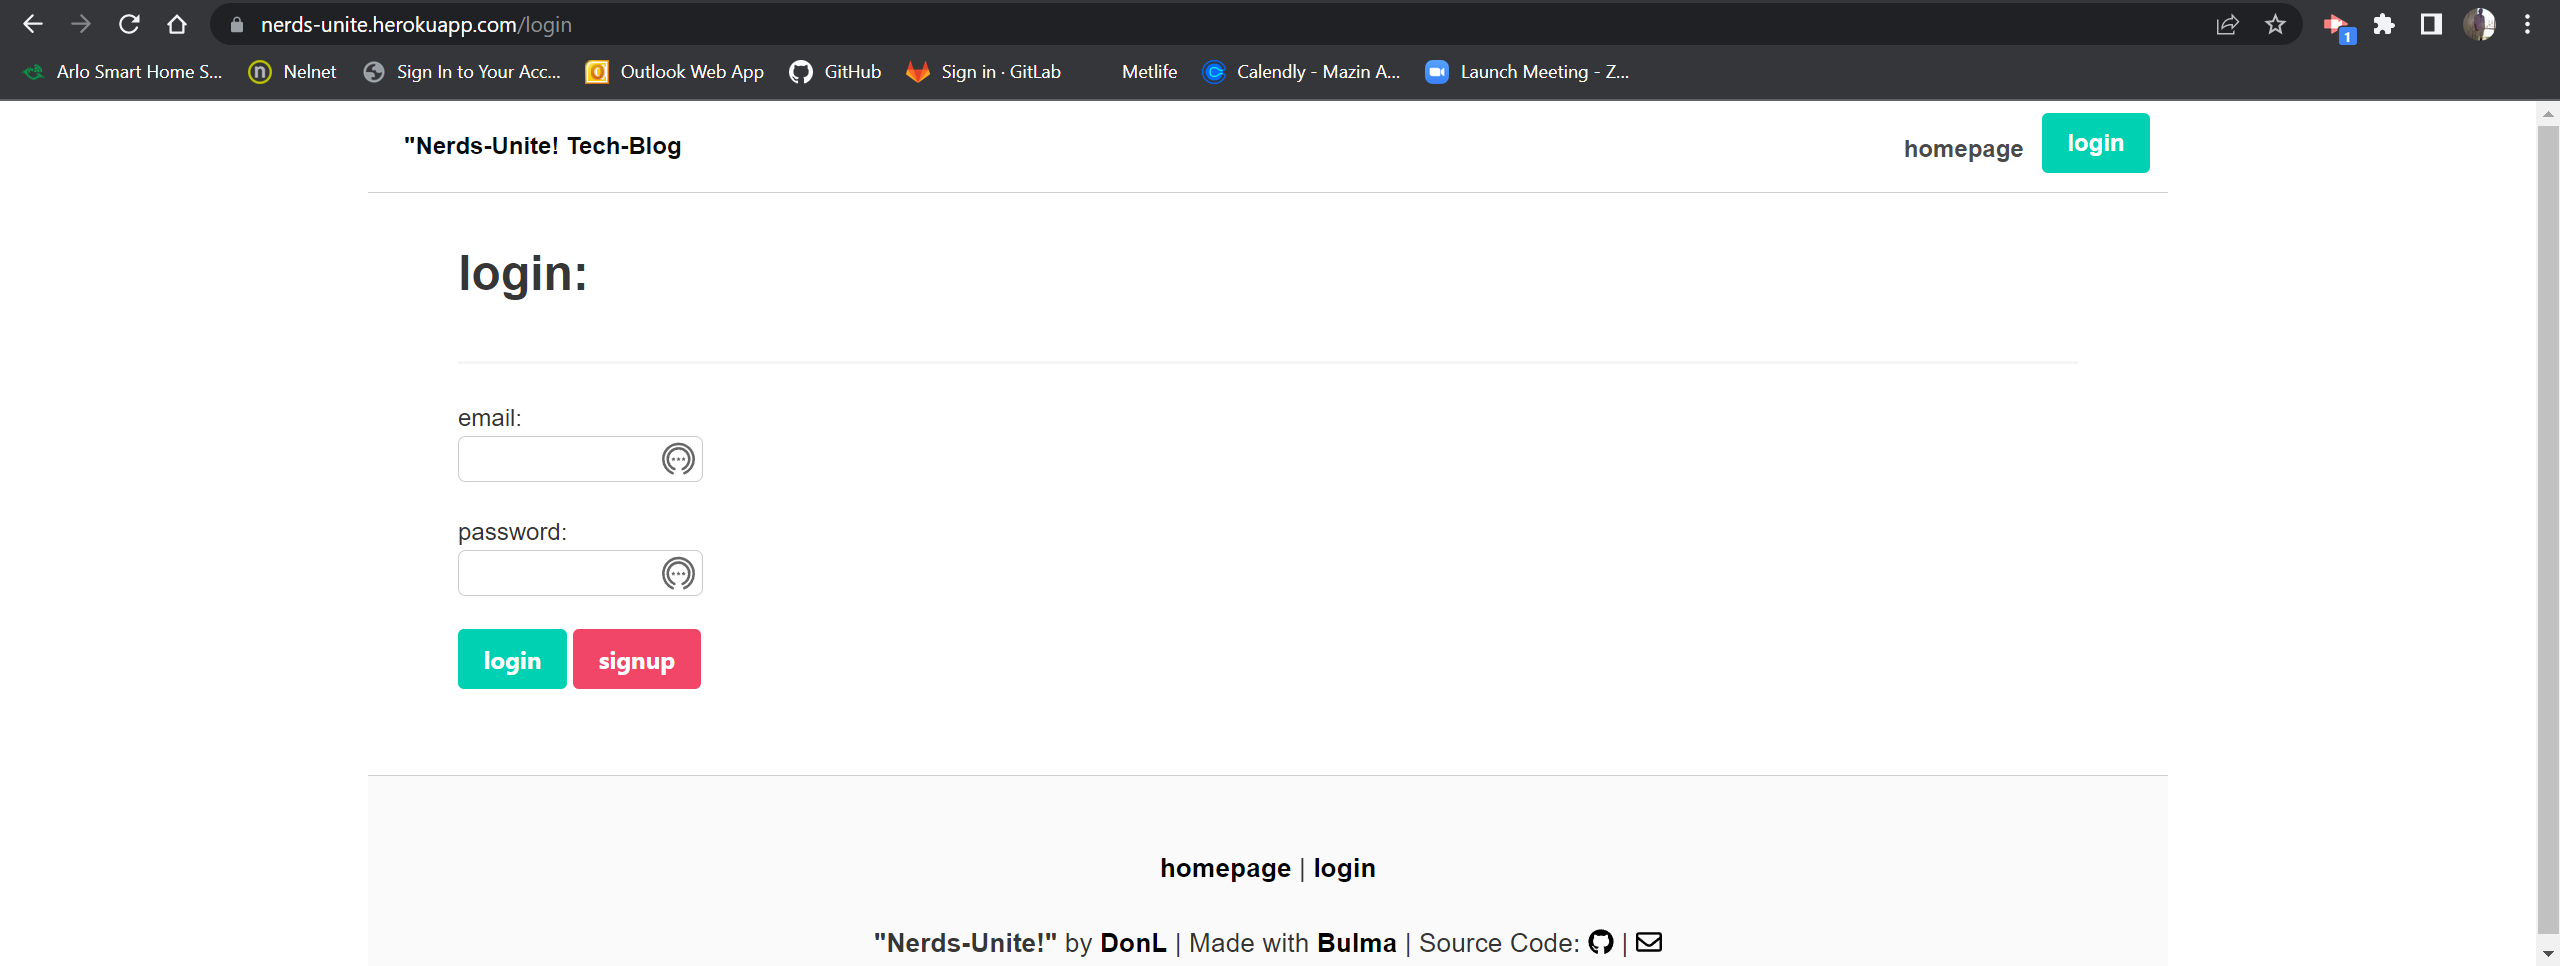 nerds-unite.herokuapp.com/login
1
Arlo Smart Home S... Nelnet Sign In to Your Acc... Outlook Web App GitHub Sign in · GitLab Metlife Calendly - Mazin A... Launch Meeting - Z...
"Nerds-Unite! Tech-Blog homepage login
login:
email:
password:
login signup
homepage | login
"Nerds-Unite!" by DonL | Made with Bulma | Source Code: |